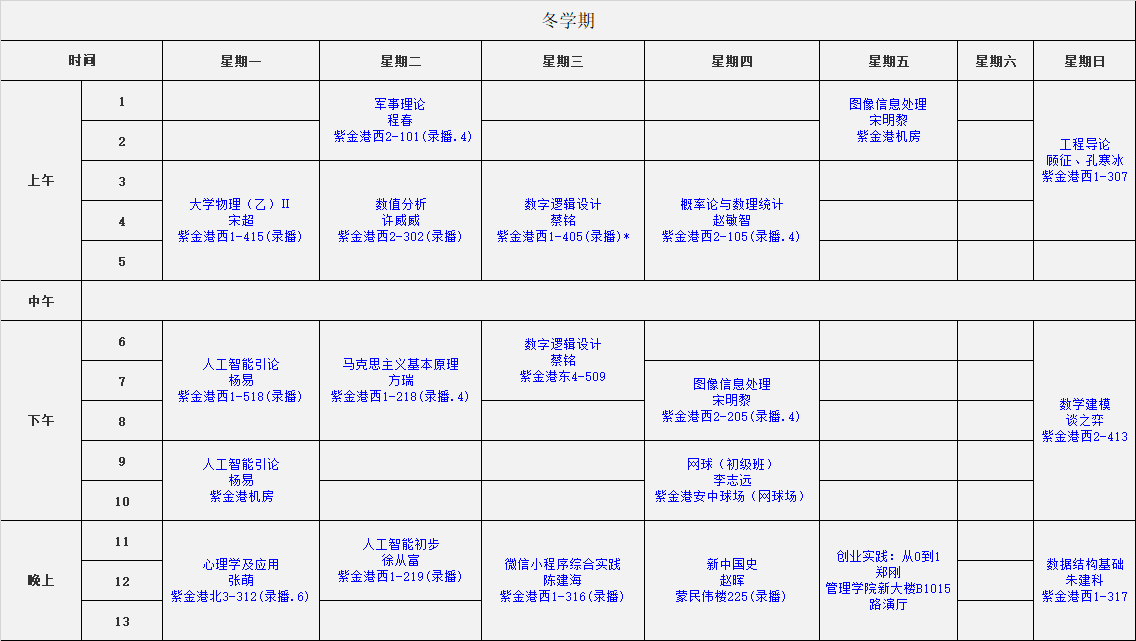 冬学期
时间 星期一 星期二 星期三 星期四 星期五 星期六 星期日
上午
1
2
3
4
5
军事理论
程春
紫金港西2-101(录播.4)
图像信息处理
宋明黎
紫金港机房
工程导论
顾征、孔寒冰
紫金港西1-307
大学物理（乙）Ⅱ
宋超
紫金港西1-415(录播)
数值分析
许威威
紫金港西2-302(录播)
数字逻辑设计
蔡铭
紫金港西1-405(录播)*
概率论与数理统计
赵敏智
紫金港西2-105(录播.4)
中午
下午
6
7
8
9
10
人工智能引论
杨易
紫金港西1-518(录播)
马克思主义基本原理
方瑞
紫金港西1-218(录播.4)
数字逻辑设计
蔡铭
紫金港东4-509
图像信息处理
宋明黎
紫金港西2-205(录播.4)
数学建模
谈之弈
紫金港西2-413
人工智能引论
杨易
紫金港机房
网球（初级班）
李志远
紫金港安中球场（网球场）
晚上
11
12
13
心理学及应用
张萌
紫金港北3-312(录播.6)
人工智能初步
徐从富
紫金港西1-219(录播)
微信小程序综合实践
陈建海
紫金港西1-316(录播)
新中国史
赵晖
蒙民伟楼225(录播)
创业实践：从0到1
郑刚
管理学院新大楼B1015
路演厅
数据结构基础
朱建科
紫金港西1-317